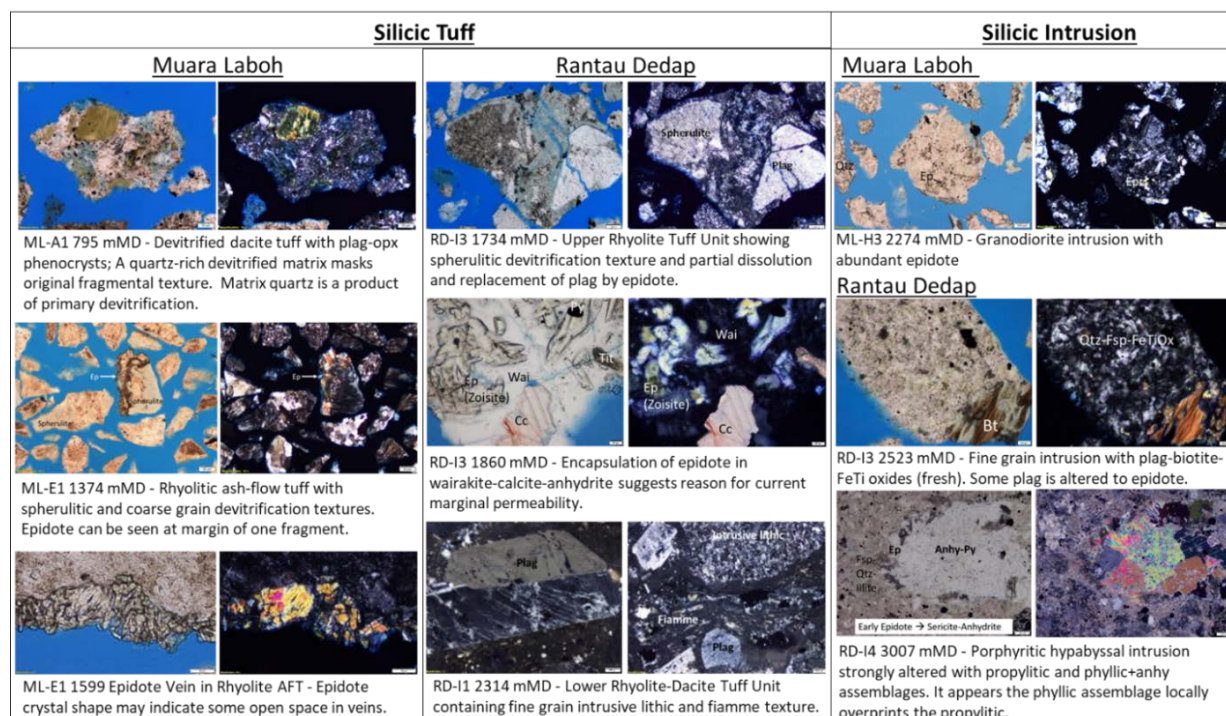 Silicic Tuff
Silicic Intrusion
Muara Laboh
ML-A1 795 mMD - Devitrified dacite tuff with plag-opx
phenocrysts; A quartz-rich devitrified matrix masks
original fragmental texture. Matrix quartz is a product
of primary devitrification.
Ep
Spherulite
Spherulite
Ep
ML-E1 1374 mMD - Rhyolitic ash-flow tuff with
spherulitic and coarse grain devitrification textures.
Epidote can be seen at margin of one fragment.
ML-E1 1599 Epidote Vein in Rhyolite AFT - Epidote
crystal shape may indicate some open space in veins.
Rantau Dedap
Spherulite
Plag
RD-I3 1734 mMD - Upper Rhyolite Tuff Unit showing
spherulitic devitrification texture and partial dissolution
and replacement of plag by epidote.
Tit
Wai
Ep
(Zoisite)
Cc
Wai
Ep
(Zoisite)
Cc
RD-I3 1860 mMD - Encapsulation of epidote in
wairakite-calcite-anhydrite suggests reason for current
marginal permeability.
Plag
Intrusive lithic
Fiamme
Plag
RD-I1 2314 mMD - Lower Rhyolite-Dacite Tuff Unit
containing fine grain intrusive lithic and fiamme texture.
Muara Laboh
Qtz
Ep
ML-H3 2274 mMD - Granodiorite intrusion with
abundant epidote
Rantau Dedap
Qtz-Fsp-FeTiOx
Bt
RD-I3 2523 mMD - Fine grain intrusion with plag-biotite-
FeTi oxides (fresh). Some plag is altered to epidote.
Ep
Anhy-Py
Fsp-
Qtz-
illite
Early Epidote → Sericite-Anhydrite
RD-I4 3007 mMD - Porphyritic hypabyssal intrusion
strongly altered with propylitic and phyllic+anhy
assemblages. It appears the phyllic assemblage locally
overprints the propylitic.